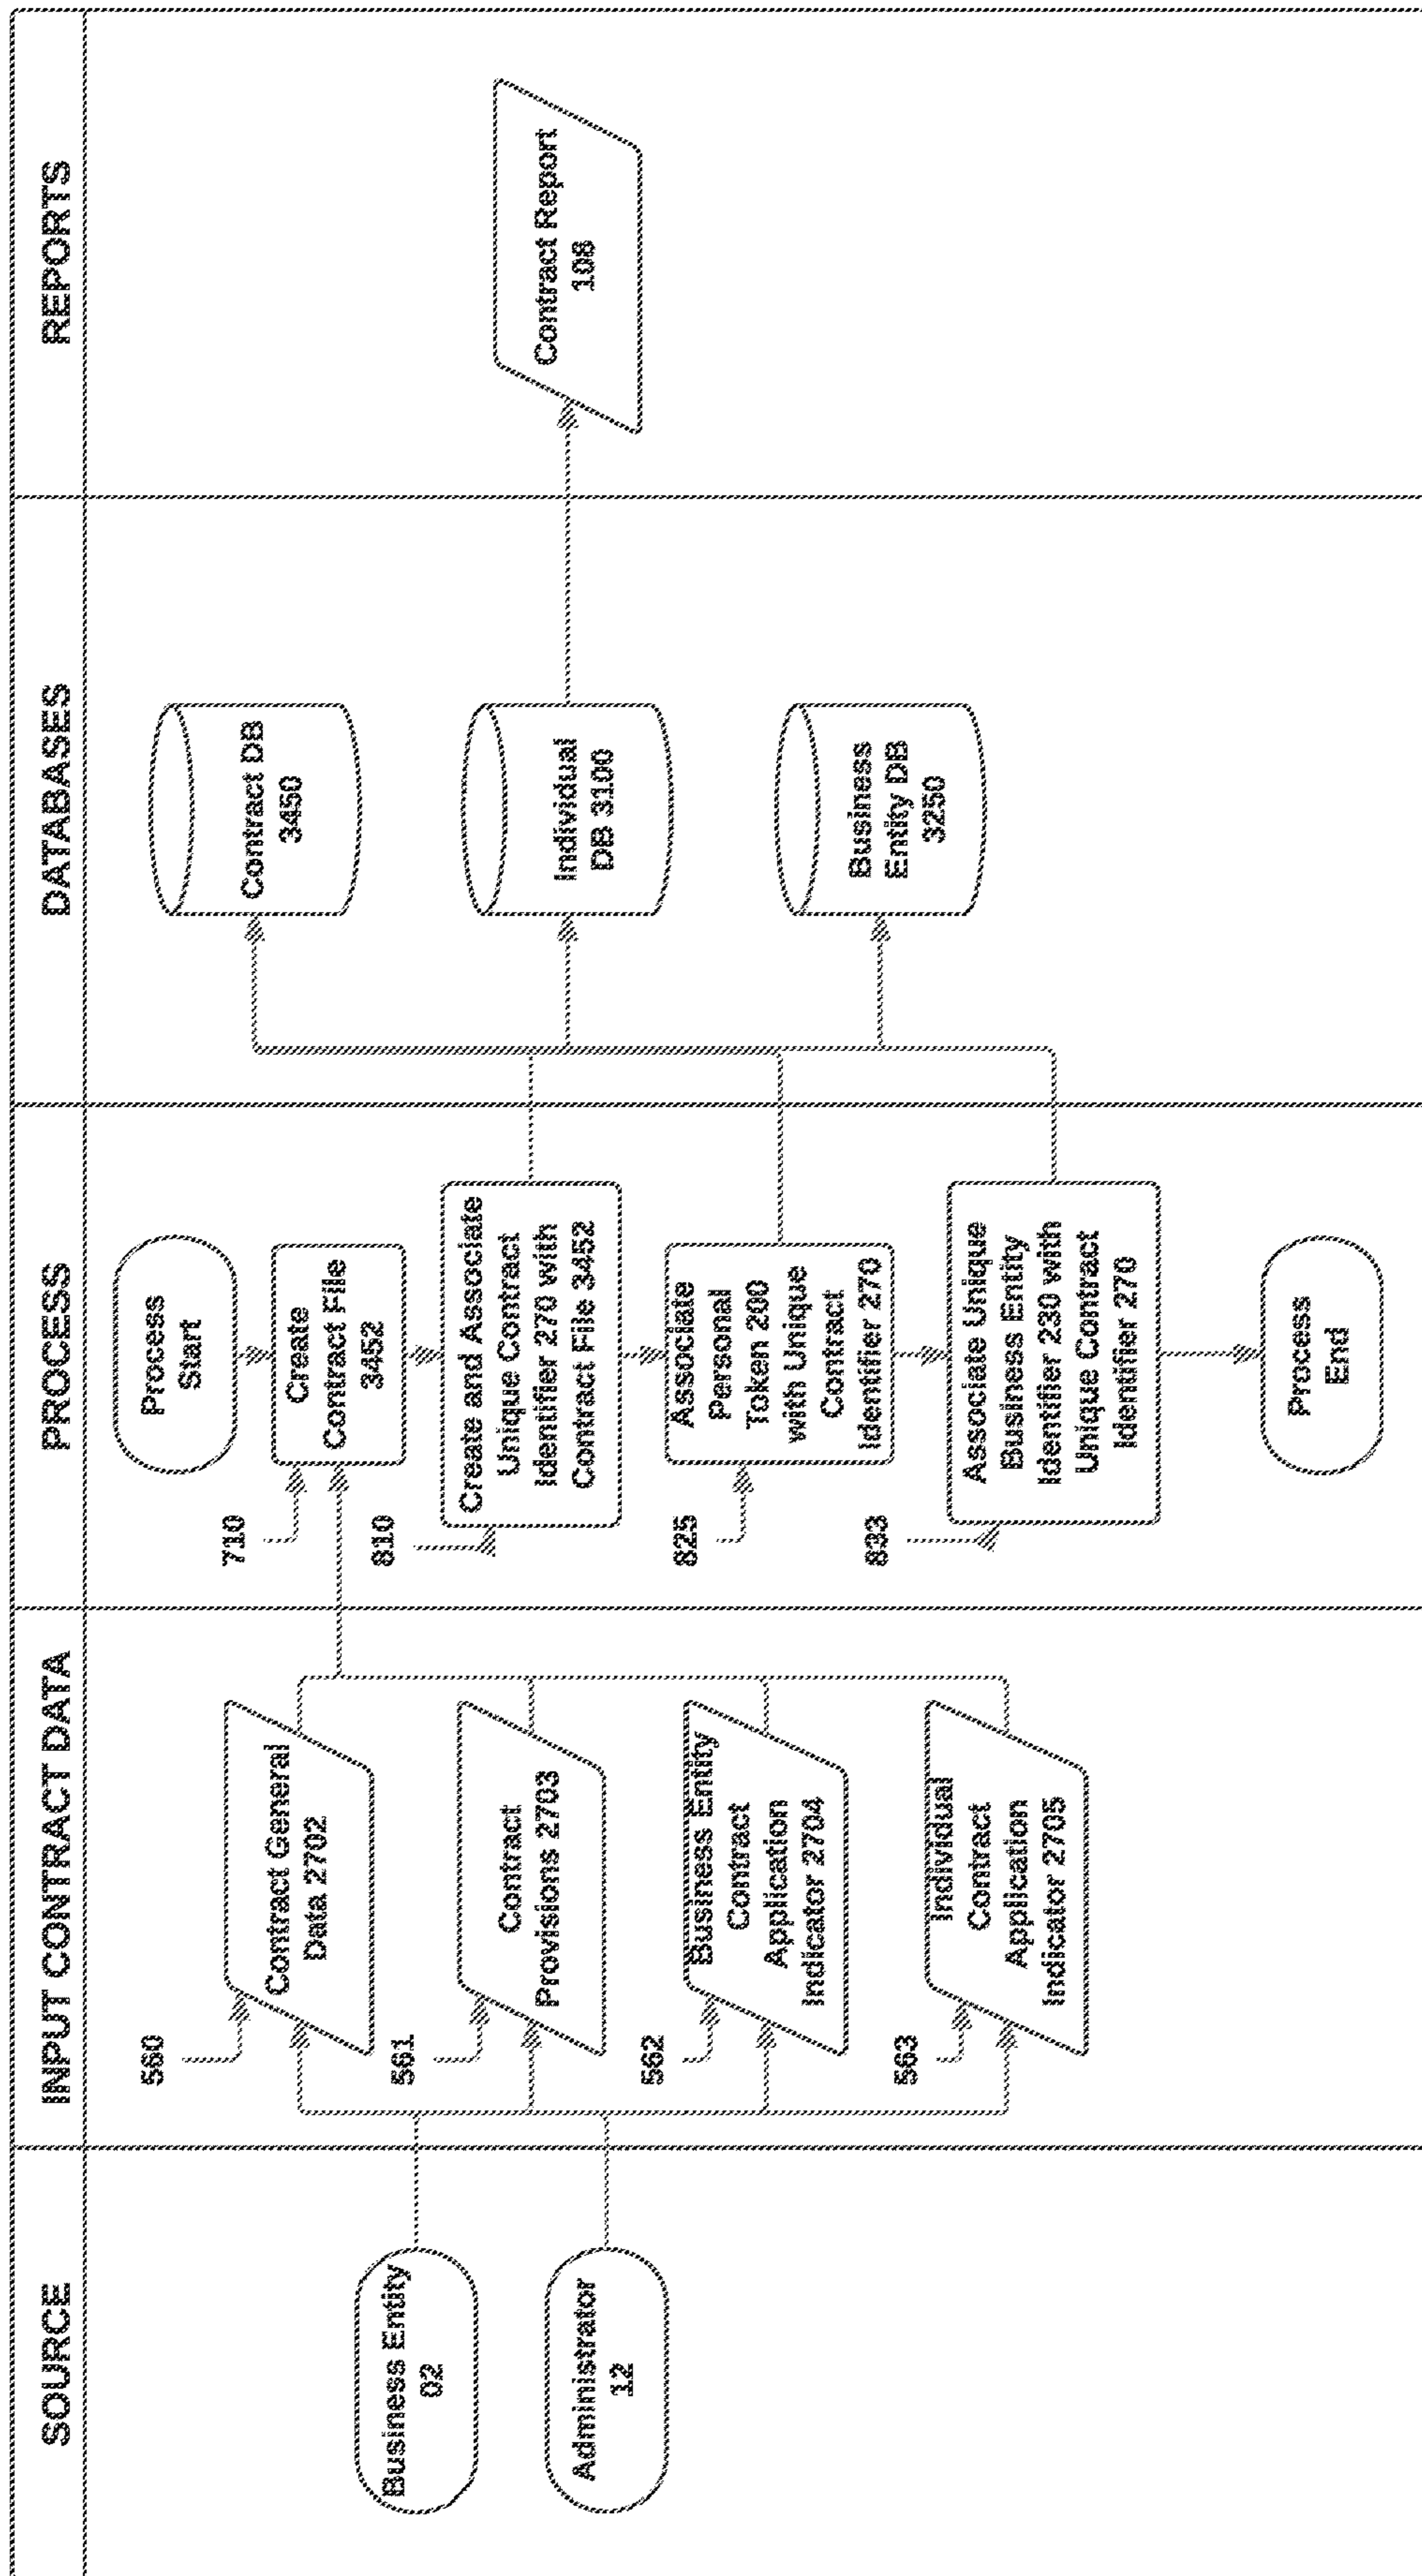 SOURCE
INPUT CONTRACT DATA
PROCESS
DATABASES
REPORTS
Business Entity
02
Administrator
12
560
Contract General
Data 2702
561
Contract
Provisions 2703
562
Business Entity
Contract
Application
Indicator 2704
563
Individual
Contract
Application
Indicator 2705
Process
Start
710
Create
Contract File
3452
810
Create and Associate
Unique Contract
Identifier 270 with
Contract File 3452
825
Associate
Personal
Token 200
with Unique
Contract
Identifier 270
833
Associate Unique
Business Entity
Identifier 230 with
Unique Contract
Identifier 270
Process
End
Contract DB
3450
Individual
DB 3100
Business
Entity DB
3250
Contract Report
108